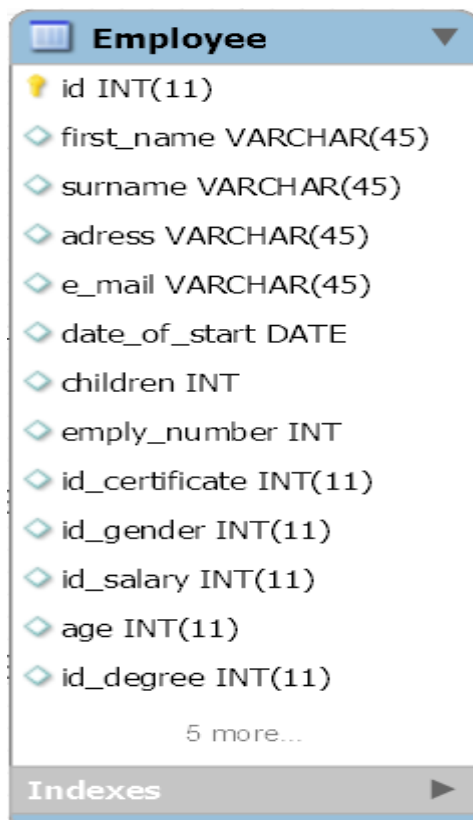 Employee
id INT(11)
first_name VARCHAR(45)
surname VARCHAR(45)
adress VARCHAR(45)
e_mail VARCHAR(45)
date_of_start DATE
children INT
emply_number INT
id_certificate INT(11)
id_gender INT(11)
id_salary INT(11)
age INT(11)
id_degree INT(11)
5 more...
Indexes